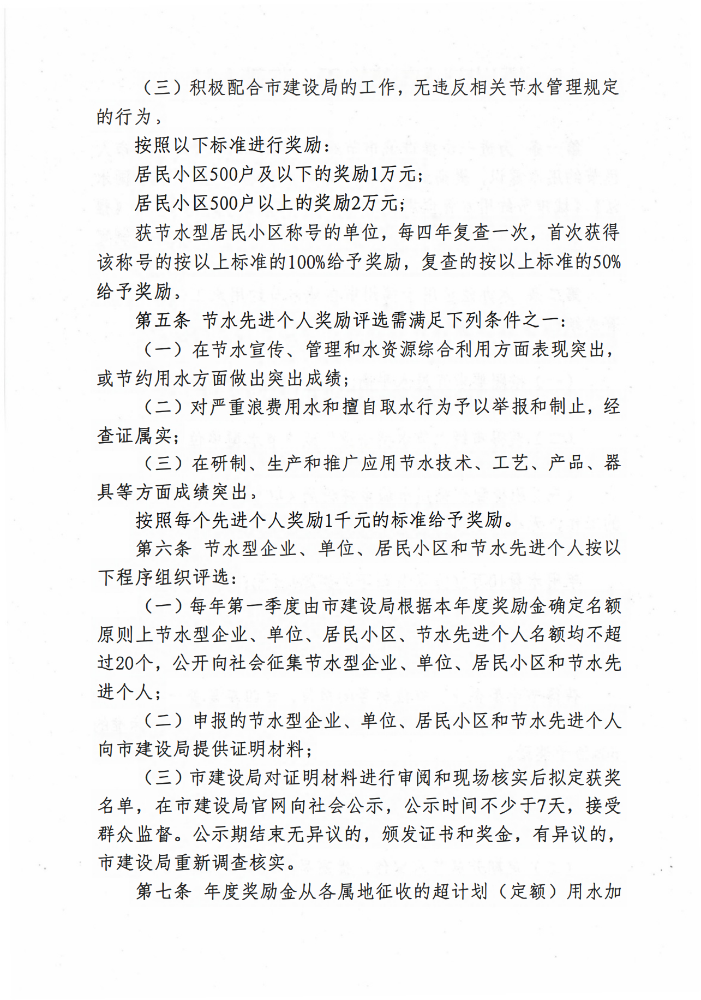 （三）积极配合市建设局的工作，无违反相关节水管理规定
的行为。
按照以下标准进行奖励：
居民小区500户及以下的奖励1万元；
居民小区500户以上的奖励2万元；
获节水型居民小区称号的单位，每四年复查一次，首次获得
该称号的按以上标准的100%给予奖励，复查的按以上标准的50%
给予奖励。
第五条 节水先进个人奖励评选需满足下列条件之一：
（一）在节水宣传、管理和水资源综合利用方面表现突出，
或节约用水方面做出突出成绩；
（二）对严重浪费用水和擅自取水行为予以举报和制止，经
查证属实；
（三）在研制、生产和推广应用节水技术、工艺、产品、器
具等方面成绩突出。
按照每个先进个人奖励1千元的标准给予奖励。
第六条 节水型企业、单位、居民小区和节水先进个人按以
下程序组织评选：
（一）每年第一季度由市建设局根据本年度奖励金确定名额
原则上节水型企业、单位、居民小区、节水先进个人名额均不超
过20个，公开向社会征集节水型企业、单位、居民小区和节水先
进个人；
（二）申报的节水型企业、单位、居民小区和节水先进个人
向市建设局提供证明材料；
（三）市建设局对证明材料进行审阅和现场核实后拟定获奖
名单，在市建设局官网向社会公示，公示时间不少于7天，接受
群众监督。公示期结束无异议的，颁发证书和奖金，有异议的，
市建设局重新调查核实。
第七条 年度奖励金从各属地征收的超计划（定额）用水加